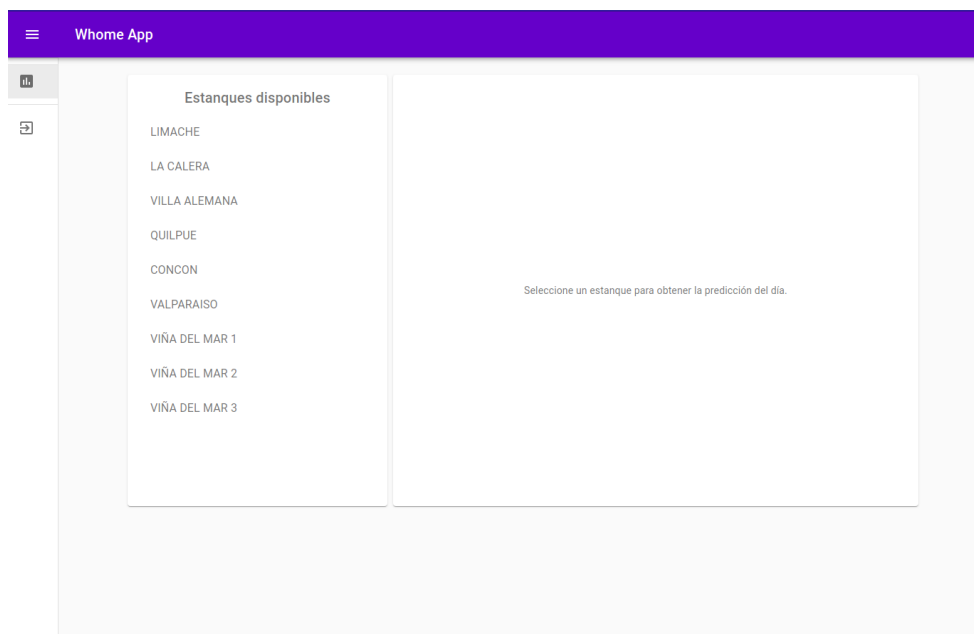 Whome App
Estanques disponibles
LIMACHE
LA CALERA
VILLA ALEMANA
QUILPUE
CONCON
VALPARAISO
VIÑA DEL MAR 1
VIÑA DEL MAR 2
VIÑA DEL MAR 3
Seleccione un estanque para obtener la predicción del día.